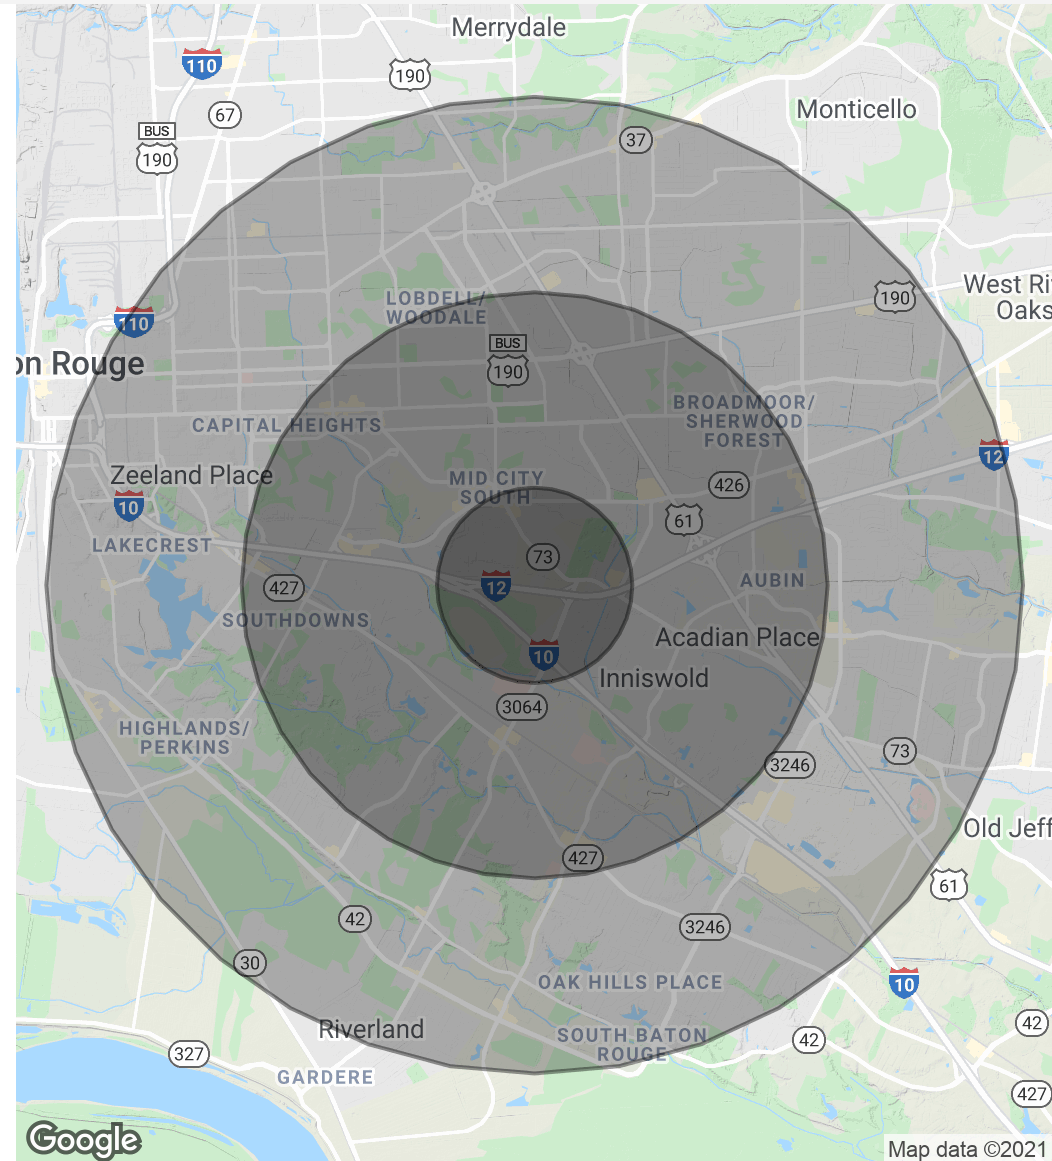 Merrydale
110
190
67
Monticello
BUS
190
37
West Ri
Oaks
190
LOBDELL/
WOODALE
110
BUS
190
on Rouge
BROADMOOR/
SHERWOOD
FOREST
CAPITAL HEIGHTS
12
Zeeland Place
MID CITY
SOUTH
426
10
61
LAKECREST
73
427
12
AUBIN
SOUTHDOWNS
Acadian Place
10
Inniswold
3064
HIGHLANDS/
PERKINS
73
3246
Old Jeff
427
61
42
3246
30
OAK HILLS PLACE
10
Riverland
42
SOUTH BATON
ROUGE
42
327
GARDERE
427
Google
Map data ©2021